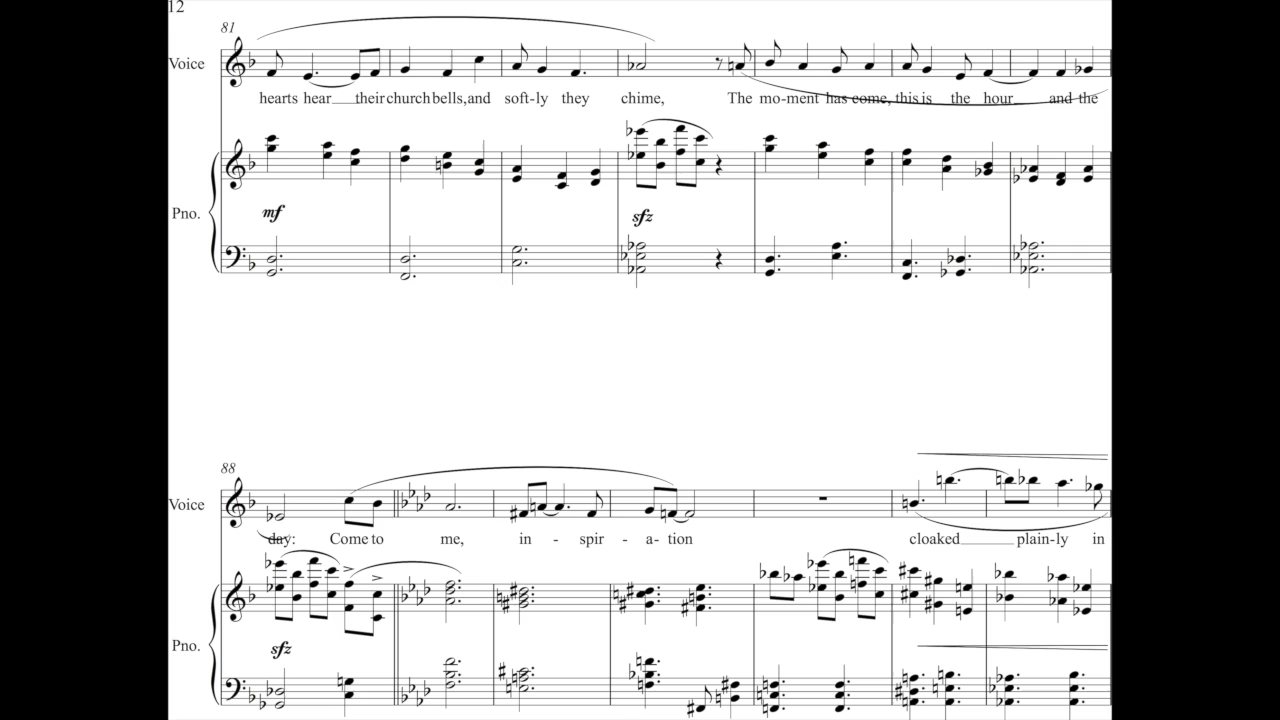 12
81
Voice
hearts hear their church bells, and soft-ly they chime, The mo-ment has come, this is the hour and the
Pno.
mf sfz
88
Voice
day: Come to me, in - spir - a- tion cloaked plain-ly in
Pno.
sfz